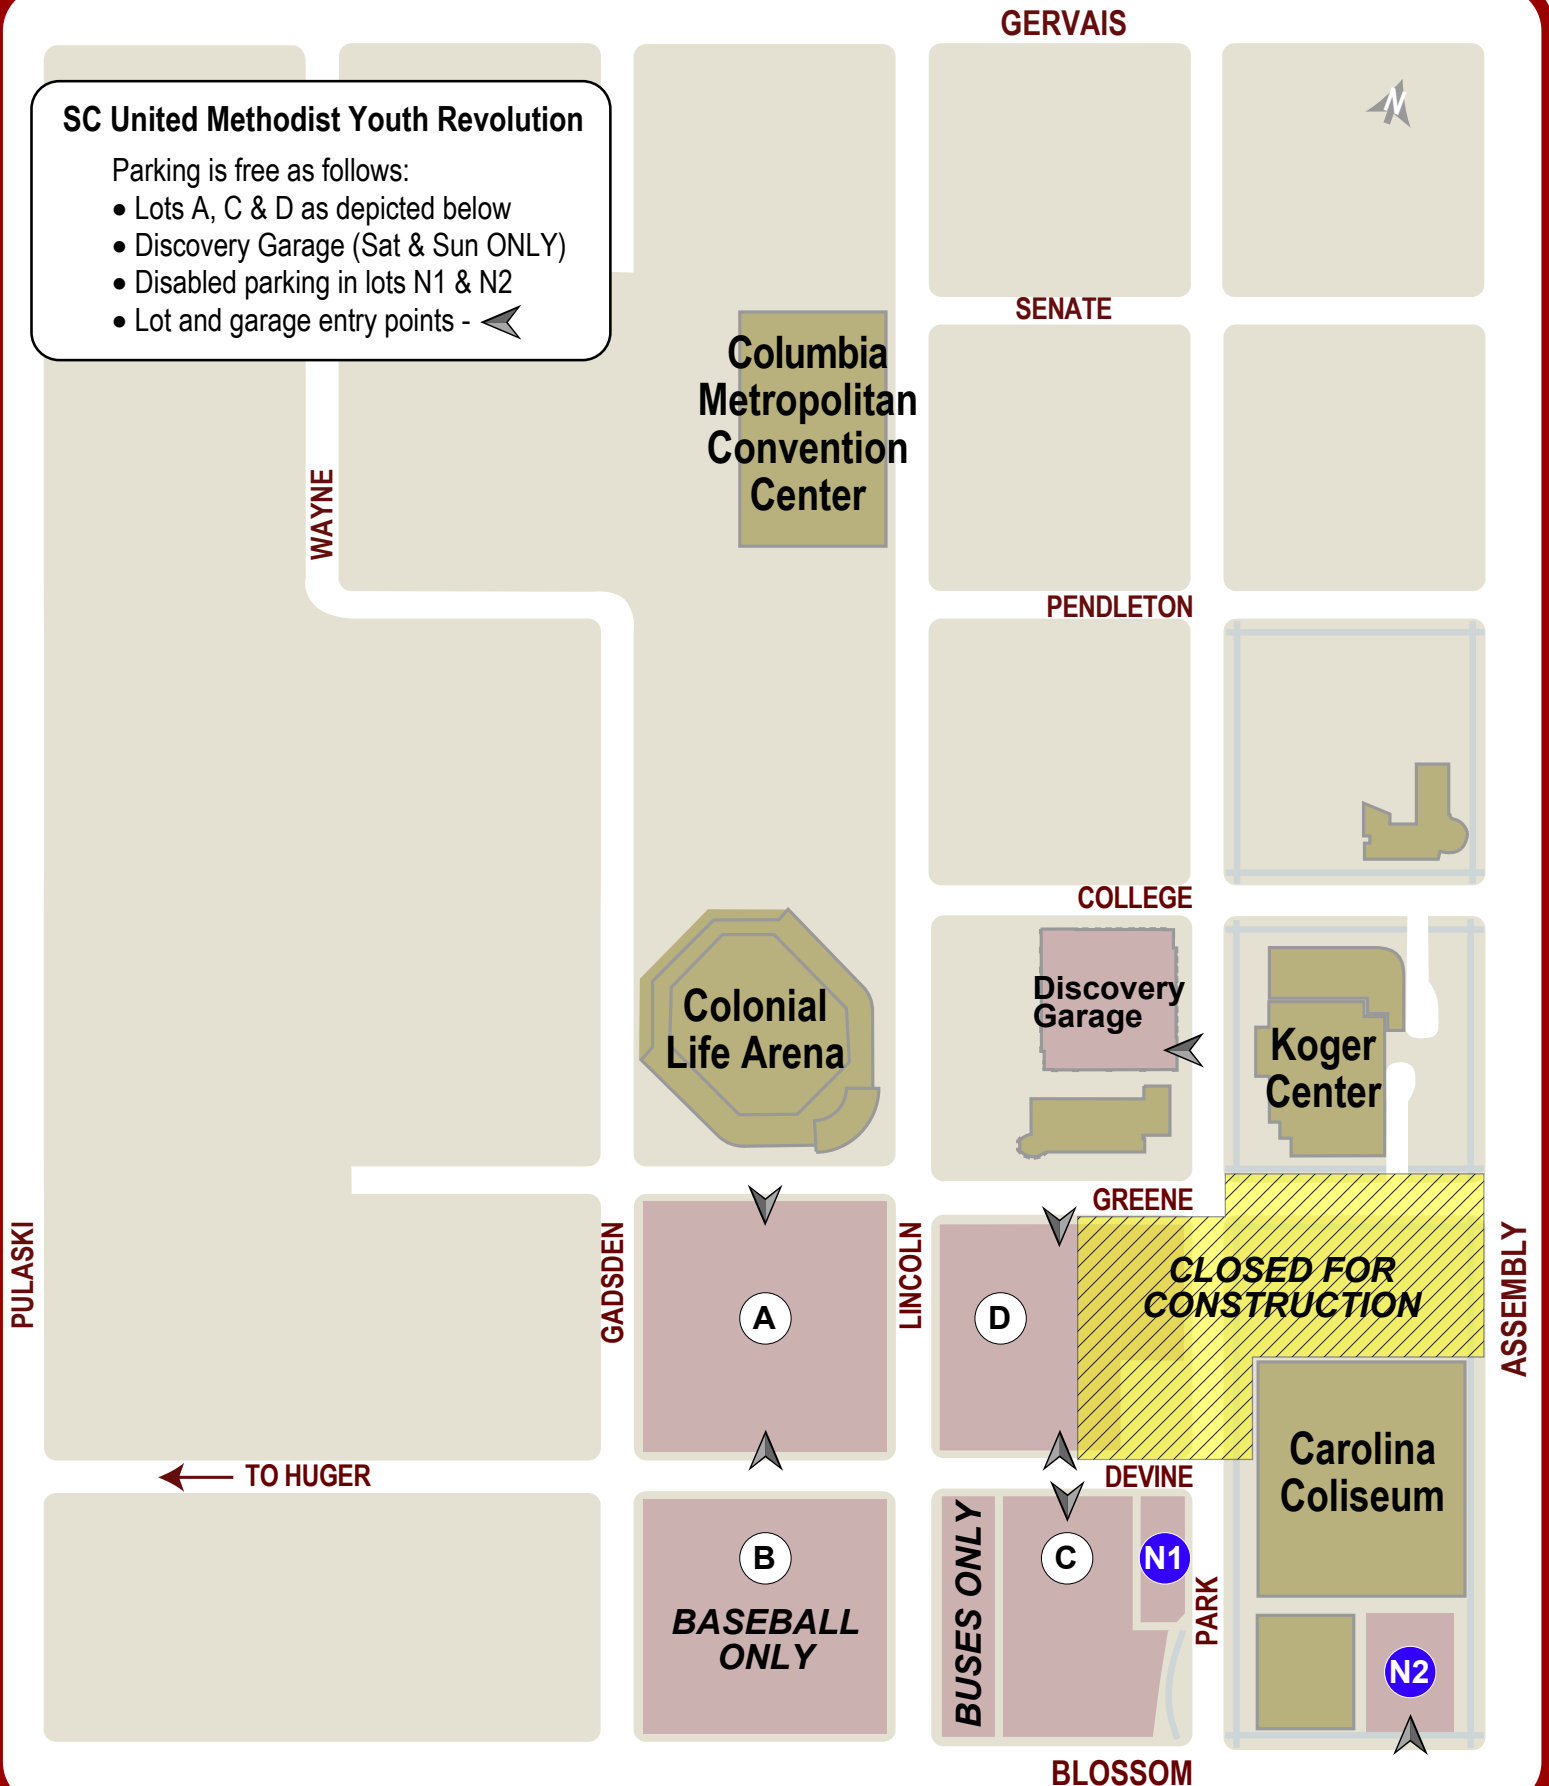 GERVAIS
N
SC United Methodist Youth Revolution
Parking is free as follows:
• Lots A, C & D as depicted below
• Discovery Garage (Sat & Sun ONLY)
• Disabled parking in lots N1 & N2
• Lot and garage entry points -
SENATE
Columbia
Metropolitan
Convention
Center
WAYNE
PENDLETON
COLLEGE
Discovery
Garage
Colonial
Life Arena
Koger
Center
GREENE
PULASKI
GADSDEN
LINCOLN
ASSEMBLY
CLOSED FOR
CONSTRUCTION
A
D
Carolina
Coliseum
TO HUGER
DEVINE
B
BASEBALL
ONLY
BUSES ONLY
C
N1
PARK
N2
BLOSSOM